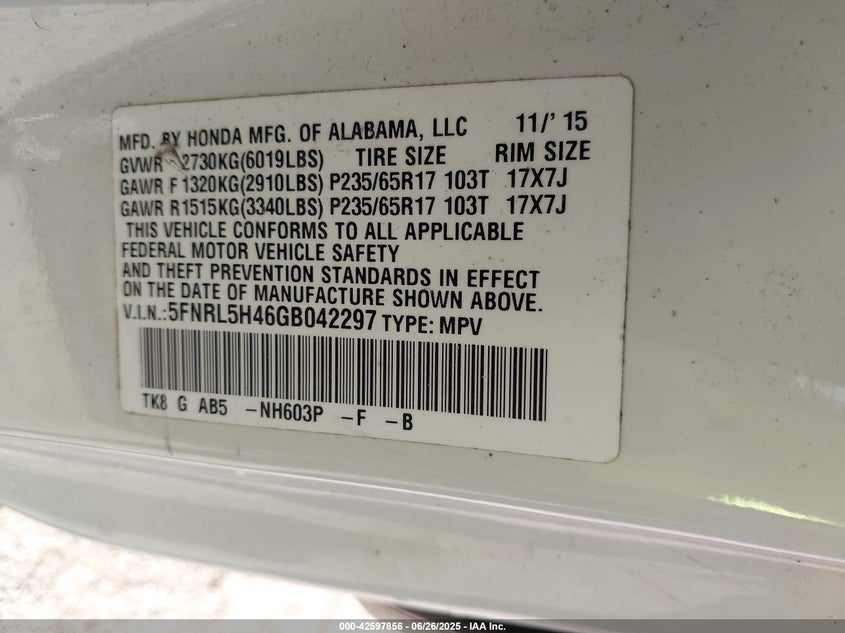 MFD. BY HONDA MFG. OF ALABAMA, LLC 11/' 15
GVWR 2730KG(6019LBS) TIRE SIZE RIM SIZE
GAWR F 1320KG(2910LBS) P235/65R17 103T 17X7J
GAWR R1515KG(3340LBS) P235/65R17 103T 17X7J
THIS VEHICLE CONFORMS TO ALL APPLICABLE
FEDERAL MOTOR VEHICLE SAFETY
AND THEFT PREVENTION STANDARDS IN EFFECT
ON THE DATE OF MANUFACTURE SHOWN ABOVE.
V.I.N.:5FNRL5H46GB042297 TYPE: MPV
TK8 G AB5 -NH603P -F -B
000-42597856 - 06/26/2025 - IAA Inc.